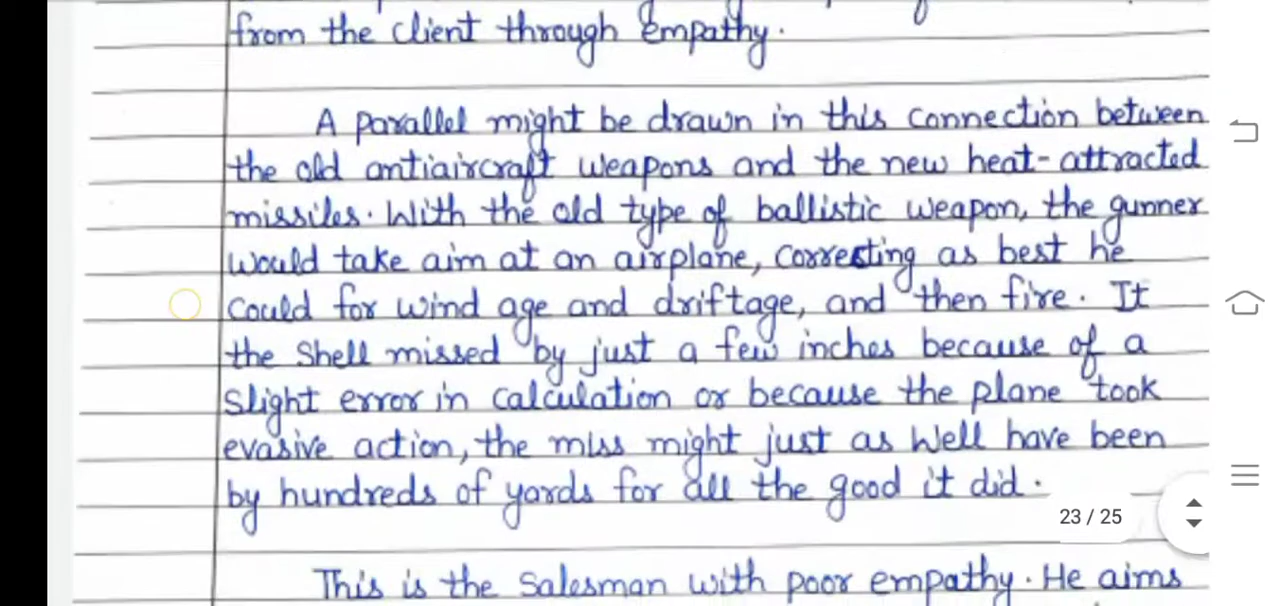 from the client through Empathy.
A parallel might be drawn in this connection between
the old antiaircraft weapons and the new heat-attracted
missiles. With the old type of ballistic weapon, the gunner
would take aim at an airplane, correcting as best he
Could for wind age and driftage, and then fire. It
the Shell missed by just a few inches because of a
Slight error in calculation or because the plane took
evasive action, the miss might just as Well have been
by hundreds of yards for all the good it did.
23 / 25
This is the Salesman with poor empathy. He aims